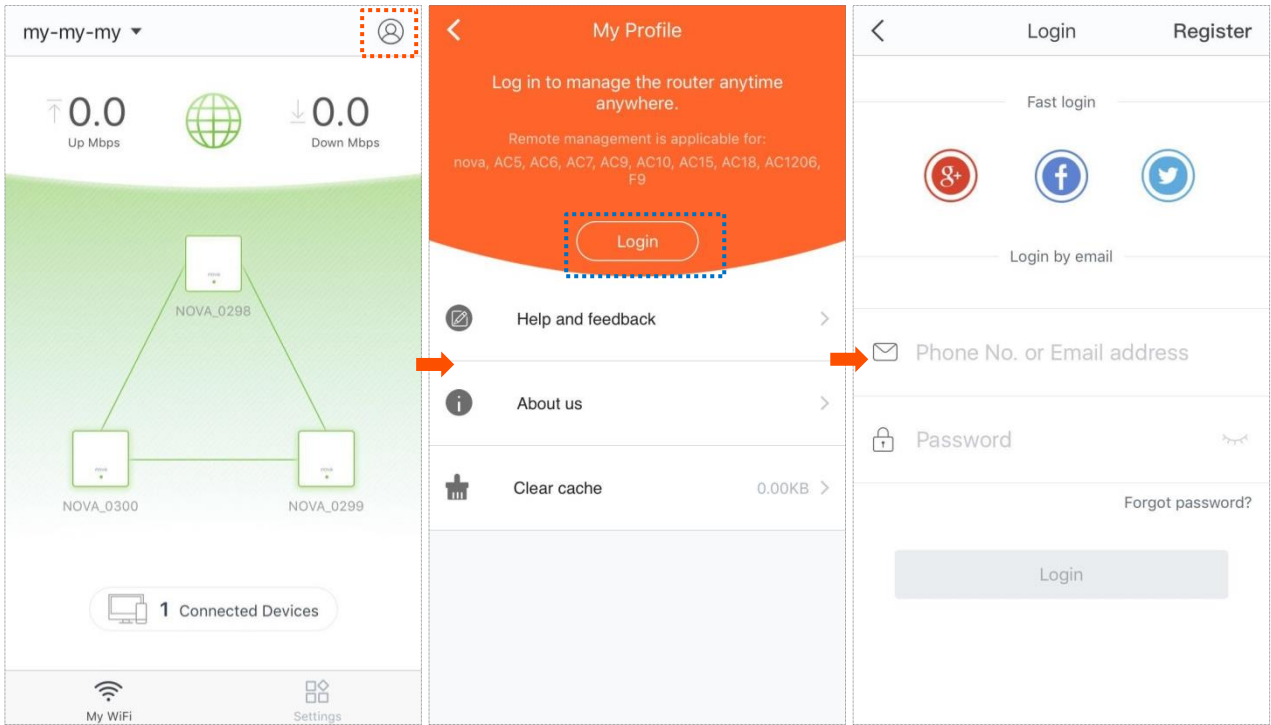 my-my-my
0.0
Up Mbps
0.0
Down Mbps
nova
NOVA_0298
nova
NOVA_0300
nova
NOVA_0299
1 Connected Devices
My WiFi
Settings
My Profile
Log in to manage the router anytime
anywhere.
Remote management is applicable for:
nova, AC5, AC6, AC7, AC9, AC10, AC15, AC18, AC1206,
F9
Login
Help and feedback
About us
Clear cache
0.00KB
Login
Register
Fast login
g+
f
Login by email
Phone No. or Email address
Password
Forgot password?
Login